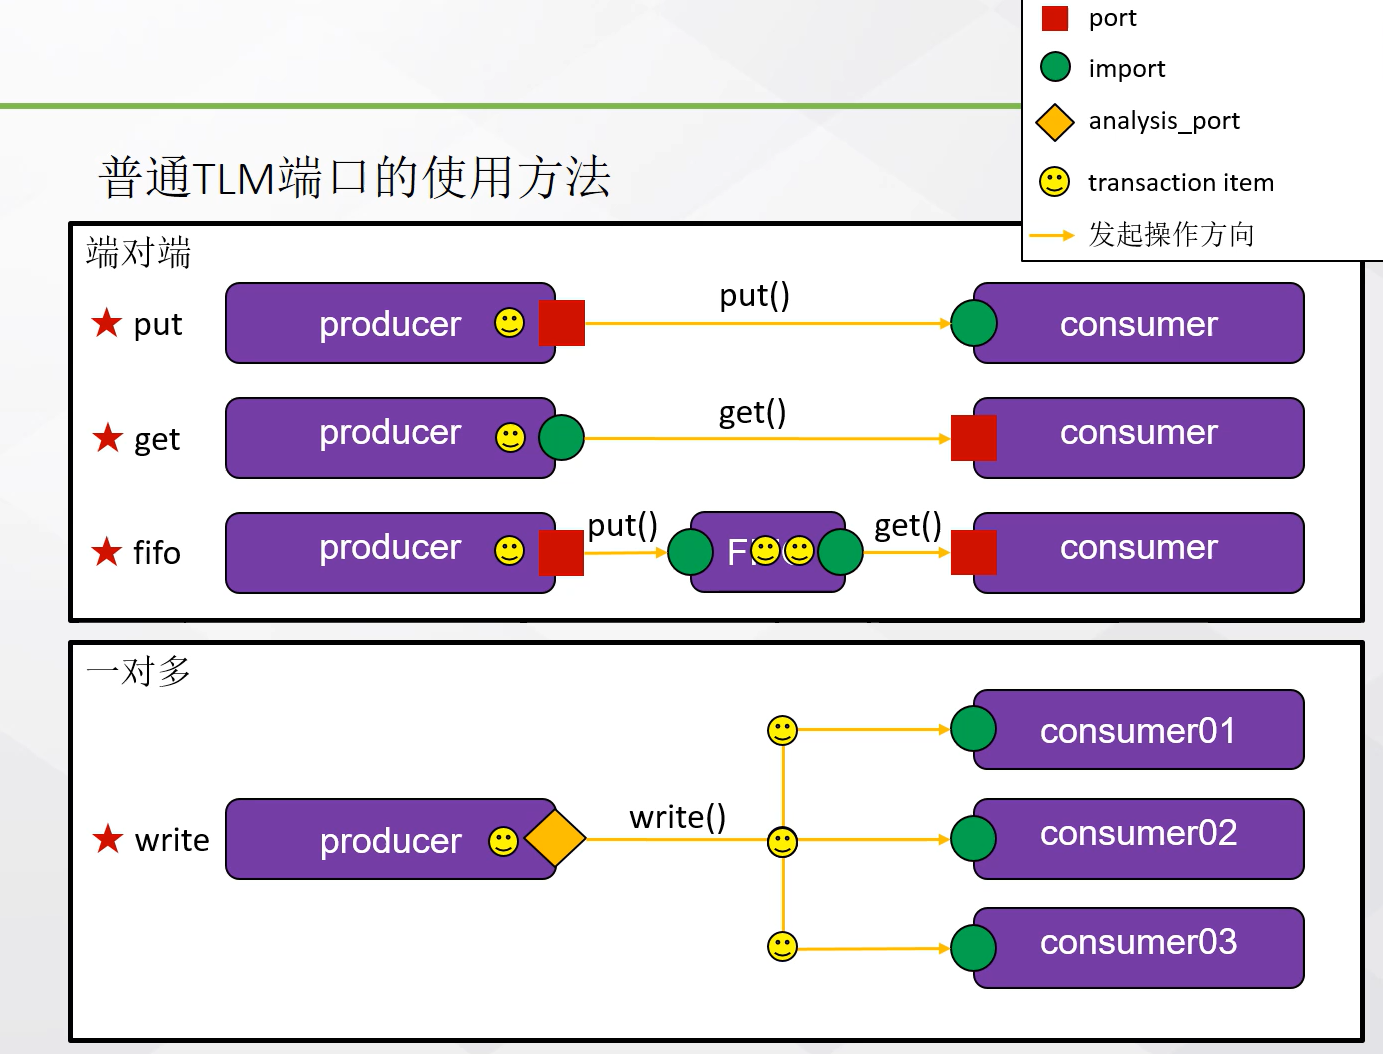 port
import
analysis_port
transaction item
发起操作方向
普通TLM端口的使用方法
端对端
put
producer
put()
consumer
get
producer
get()
consumer
fifo
producer
put()
get()
consumer
一对多
write
producer
write()
consumer01
consumer02
consumer03